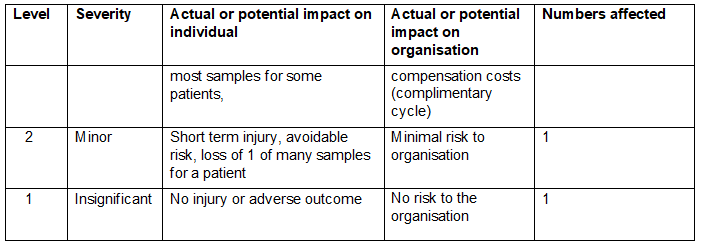 Level Severity Actual or potential impact on individual Actual or potential impact on organisation Numbers affected
most samples for some patients, compensation costs (complimentary cycle)
2 Minor Short term injury, avoidable risk, loss of 1 of many samples for a patient Minimal risk to organisation 1
1 Insignificant No injury or adverse outcome No risk to the organisation 1